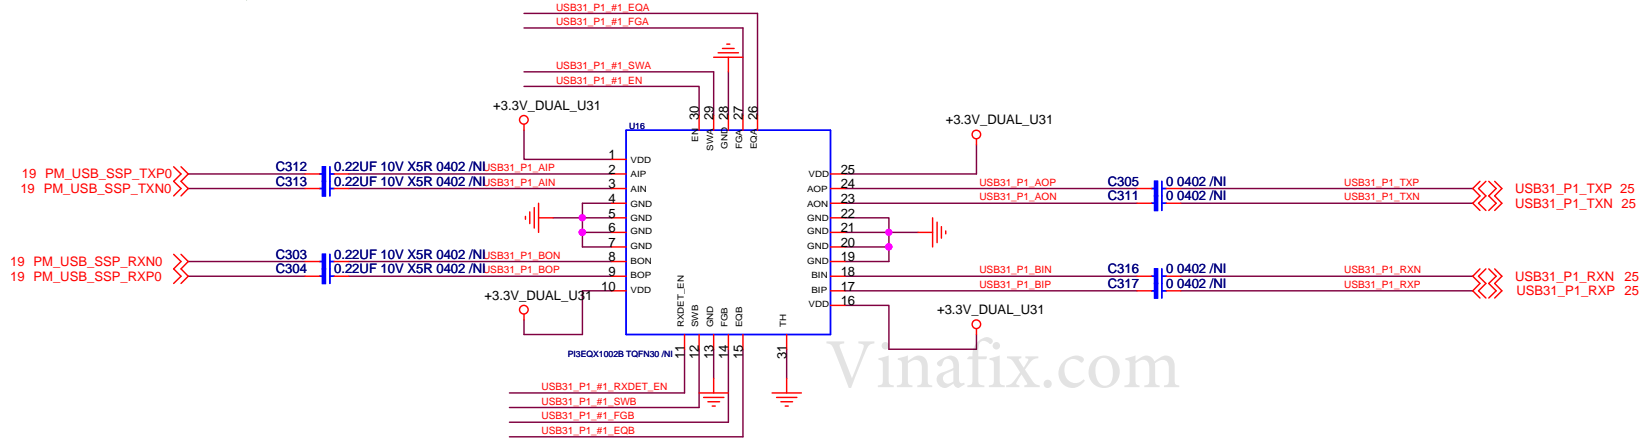 USB31_P1_#1_EQA
USB31_P1_#1_FGA
USB31_P1_#1_SWA
USB31_P1_#1_EN
+3.3V_DUAL_U31
+3.3V_DUAL_U31
30 29 28 27 26
U16
EN SWA GND FGA EQA
1 VDD
VDD 25
19 PM_USB_SSP_TXP0 C312 0.22UF 10V X5R 0402 /NI USB31_P1_AIP 2 AIP
19 PM_USB_SSP_TXN0 C313 0.22UF 10V X5R 0402 /NI USB31_P1_AIN 3 AIN
AOP 24 USB31_P1_AOP C305 0 0402 /NI USB31_P1_TXP USB31_P1_TXP 25
AON 23 USB31_P1_AON C311 0 0402 /NI USB31_P1_TXN USB31_P1_TXN 25
4 GND
5 GND
6 GND
7 GND
GND 22
GND 21
GND 20
GND 19
19 PM_USB_SSP_RXN0 C303 0.22UF 10V X5R 0402 /NI USB31_P1_BON 8 BON
19 PM_USB_SSP_RXP0 C304 0.22UF 10V X5R 0402 /NI USB31_P1_BOP 9 BOP
BIN 18 USB31_P1_BIN C316 0 0402 /NI USB31_P1_RXN USB31_P1_RXN 25
BIP 17 USB31_P1_BIP C317 0 0402 /NI USB31_P1_RXP USB31_P1_RXP 25
10 VDD
VDD 16
+3.3V_DUAL_U31
+3.3V_DUAL_U31
RXDET_EN SWB GND FGB EQB TH
PI3EQX1002B TQFN30 /NI
11 12 13 14 15 31
Vinafix.com
USB31_P1_#1_RXDET_EN
USB31_P1_#1_SWB
USB31_P1_#1_FGB
USB31_P1_#1_EQB